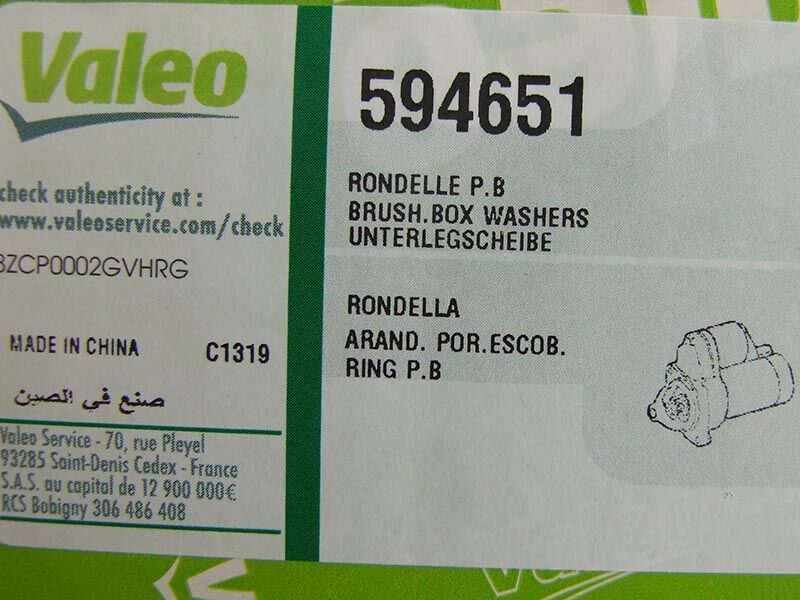 Valeo
check authenticity at :
www.valeoservice.com/check
BZCP0002GVHRG
MADE IN CHINA C1319
صنع في الصين
Valeo Service - 70, rue Pleyel
93285 Saint-Denis Cedex - France
S.A.S. au capital de 12 900 000€
RCS Bobigny 306 486 408
594651
RONDELLE P.B
BRUSH.BOX WASHERS
UNTERLEGSCHEIBE
RONDELLA
ARAND. POR.ESCOB.
RING P.B